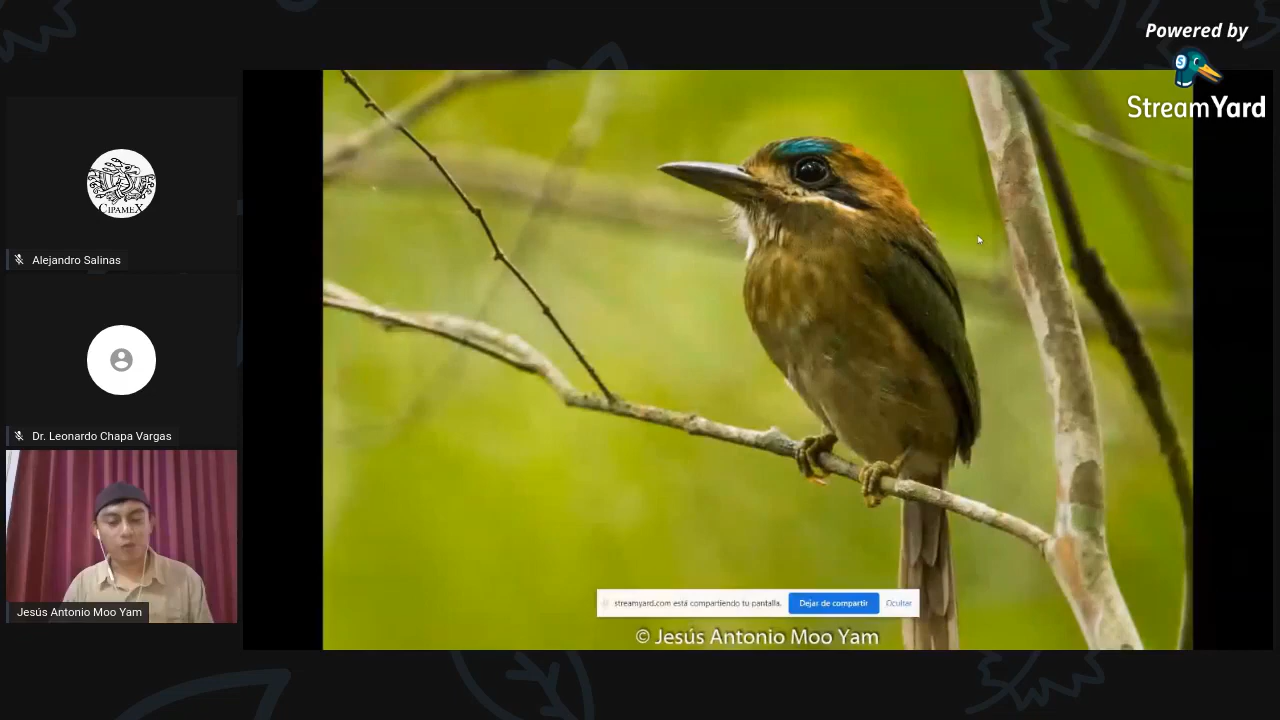 Powered by
StreamYard
CIPAMEX
Alejandro Salinas
Dr. Leonardo Chapa Vargas
Jesús Antonio Moo Yam
streamyard.com está compartiendo tu pantalla.
Dejar de compartir
Ocultar
© Jesús Antonio Moo Yam